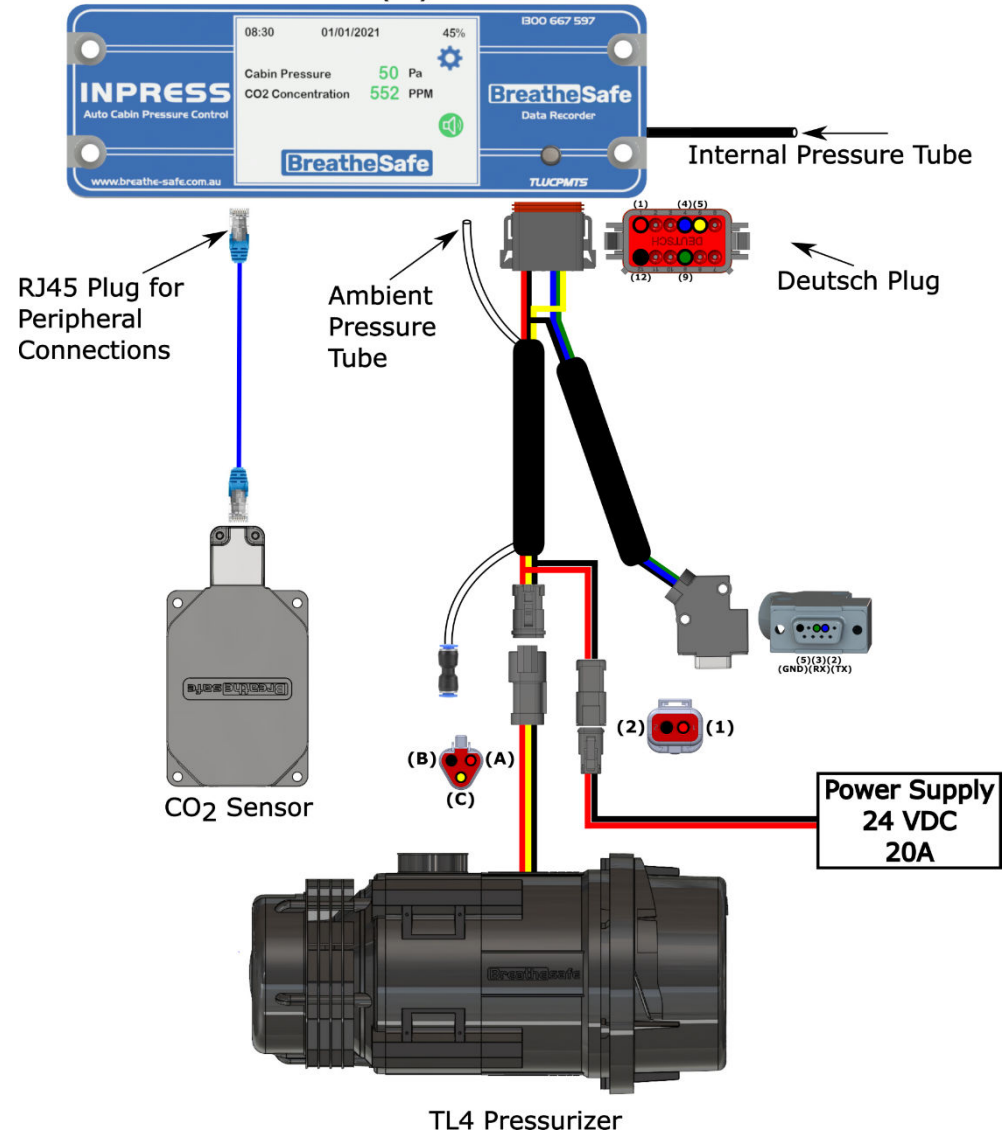 1300 667 597
08:30 01/01/2021 45%
Cabin Pressure 50 Pa
CO2 Concentration 552 PPM
INPRESS
Auto Cabin Pressure Control
BreatheSafe
Data Recorder
BreatheSafe
www.breathe-safe.com.au
TLUCPMTS
Internal Pressure Tube
(1) (4) (5)
DEUTSCH
(12) (9)
Deutsch Plug
RJ45 Plug for
Peripheral
Connections
Ambient
Pressure
Tube
(5)(3)(2)
(GND)(RX)(TX)
Breathesafe
CO2 Sensor
(B) (A)
(C)
(2) (1)
Power Supply
24 VDC
20A
Breathesafe
TL4 Pressurizer